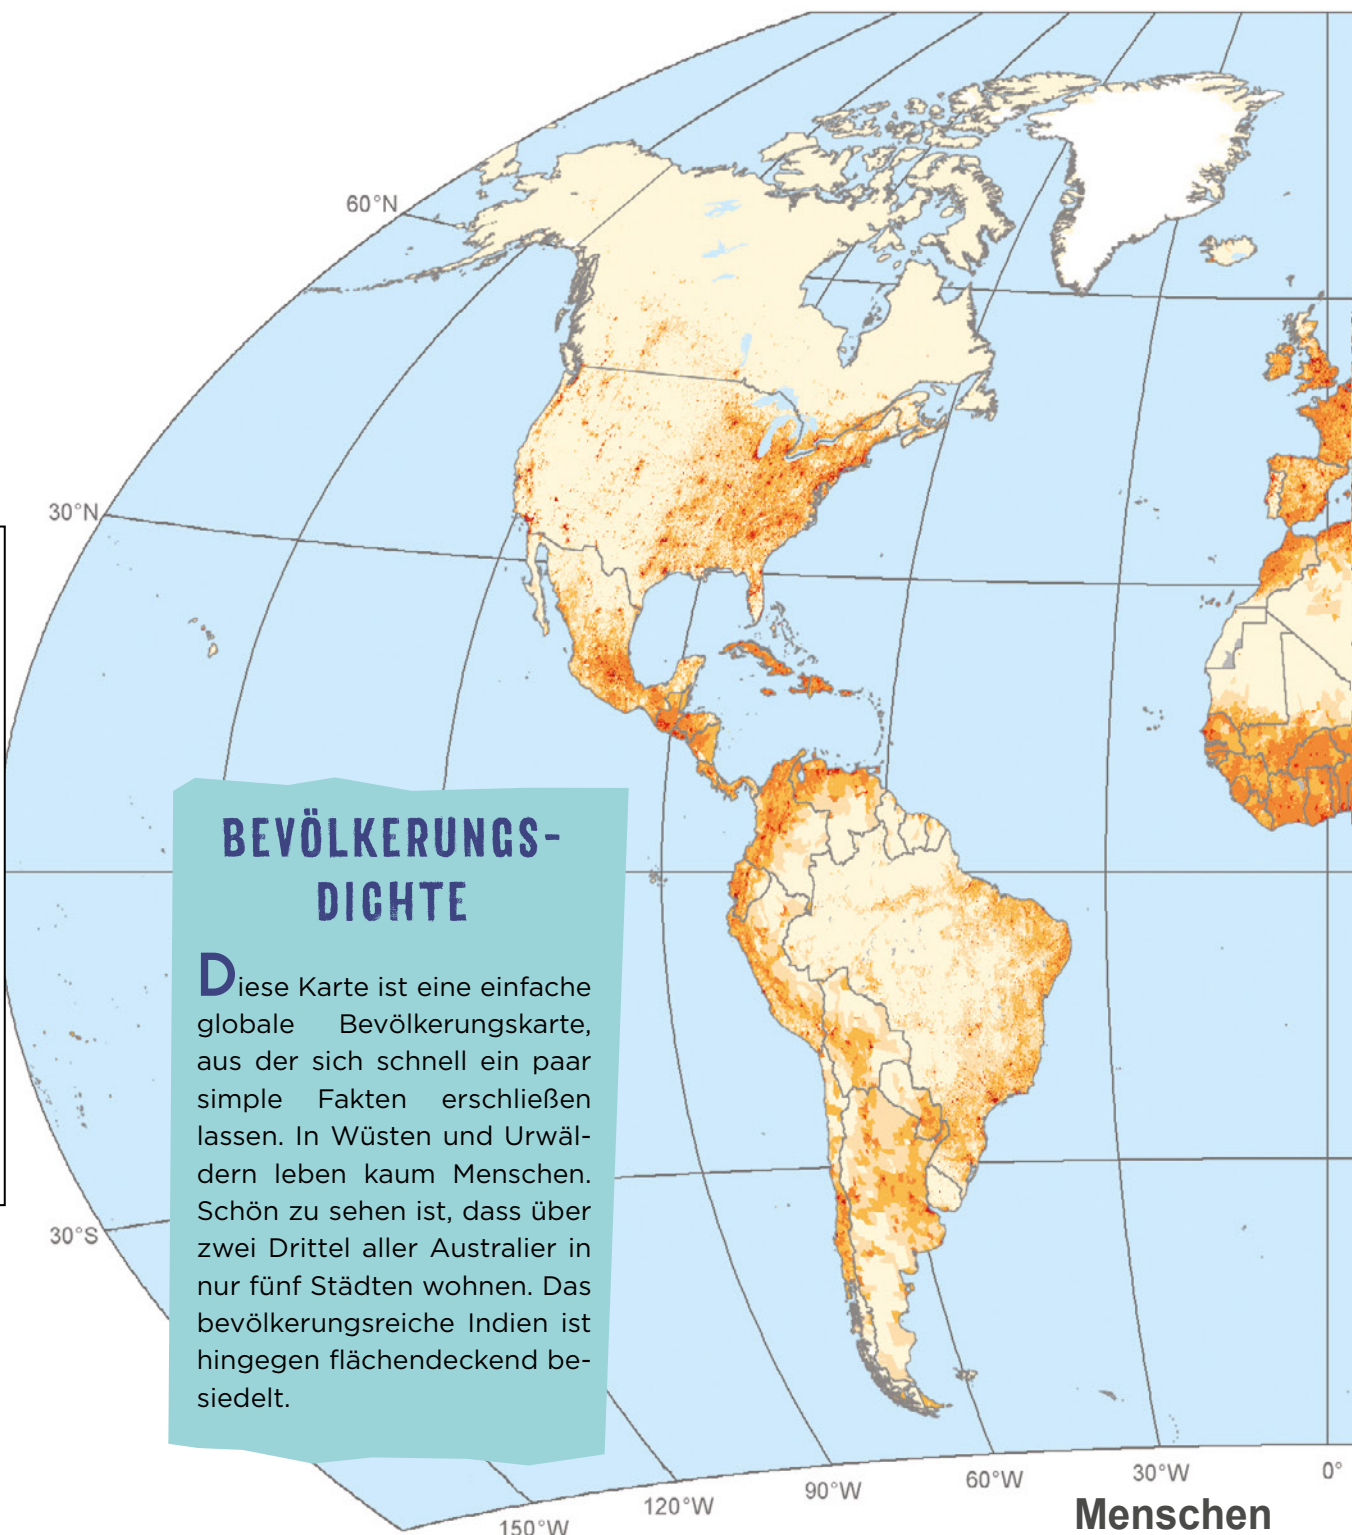 60°N
30°N
BEVÖLKERUNGS-
DICHTE
Diese Karte ist eine einfache
globale Bevölkerungskarte,
aus der sich schnell ein paar
simple Fakten erschließen
lassen. In Wüsten und Urwäl-
dern leben kaum Menschen.
Schön zu sehen ist, dass über
zwei Drittel aller Australier in
nur fünf Städten wohnen. Das
bevölkerungsreiche Indien ist
hingegen flächendeckend be-
siedelt.
30°S
150°W
120°W
90°W
60°W
30°W
0°
Menschen